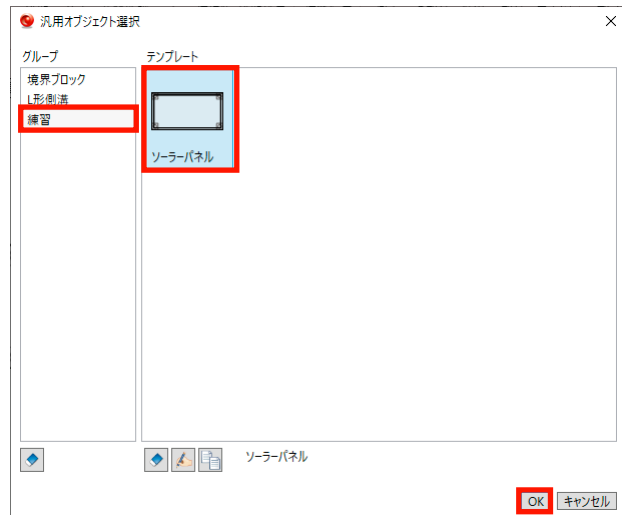 汎用オブジェクト選択
グループ
テンプレート
境界ブロック
L形側溝
練習
ソーラーパネル
ソーラーパネル
OK
キャンセル